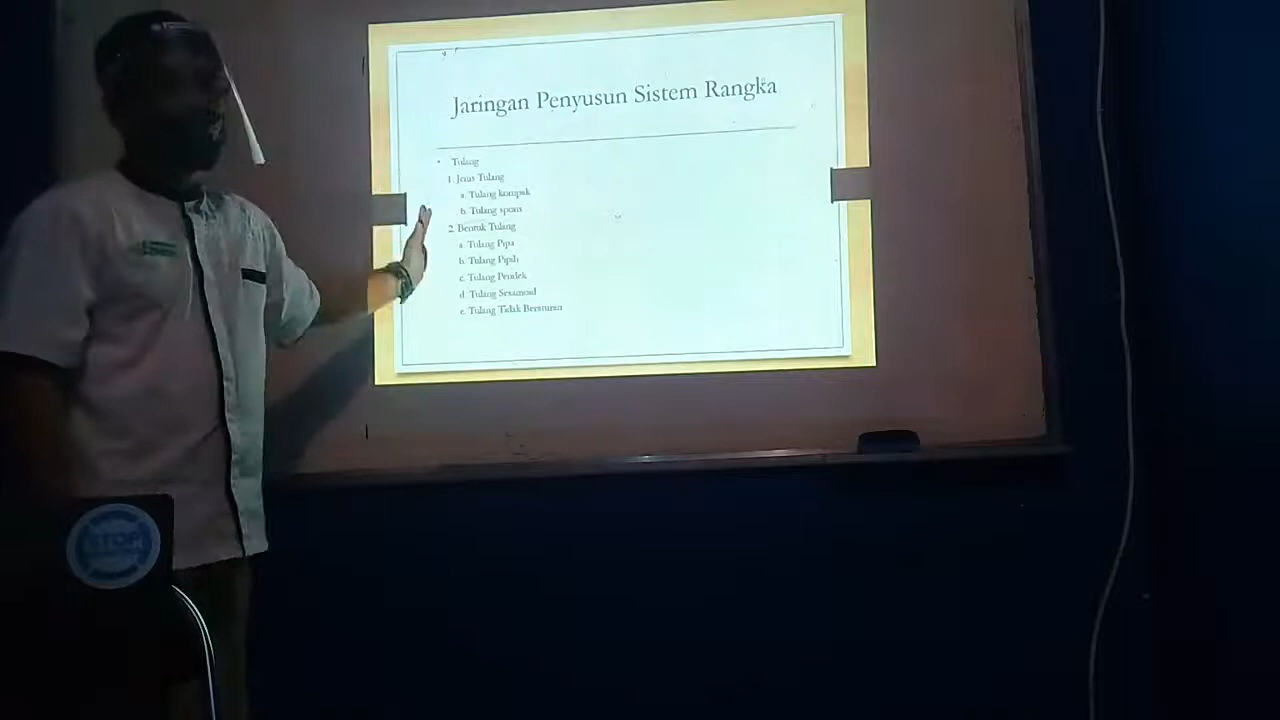 Jaringan Penyusun Sistem Rangka
• Tulang
1. Jenis Tulang
a. Tulang kompak
b. Tulang spons
2. Bentuk Tulang
a. Tulang Pipa
b. Tulang Pipih
c. Tulang Pendek
d. Tulang Sesamoid
e. Tulang Tidak Beraturan
STOP